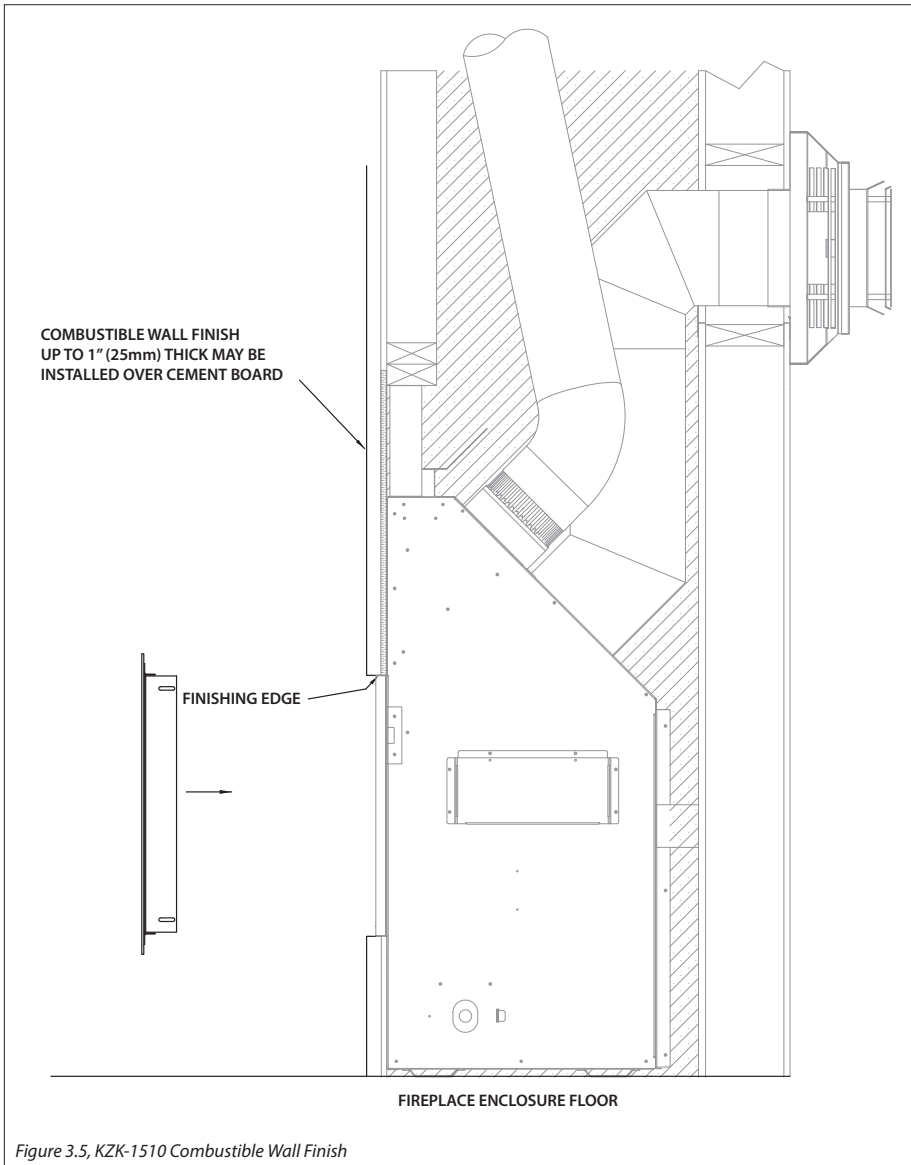 COMBUSTIBLE WALL FINISH
UP TO 1” (25mm) THICK MAY BE
INSTALLED OVER CEMENT BOARD
FINISHING EDGE
FIREPLACE ENCLOSURE FLOOR
Figure 3.5, KZK-1510 Combustible Wall Finish